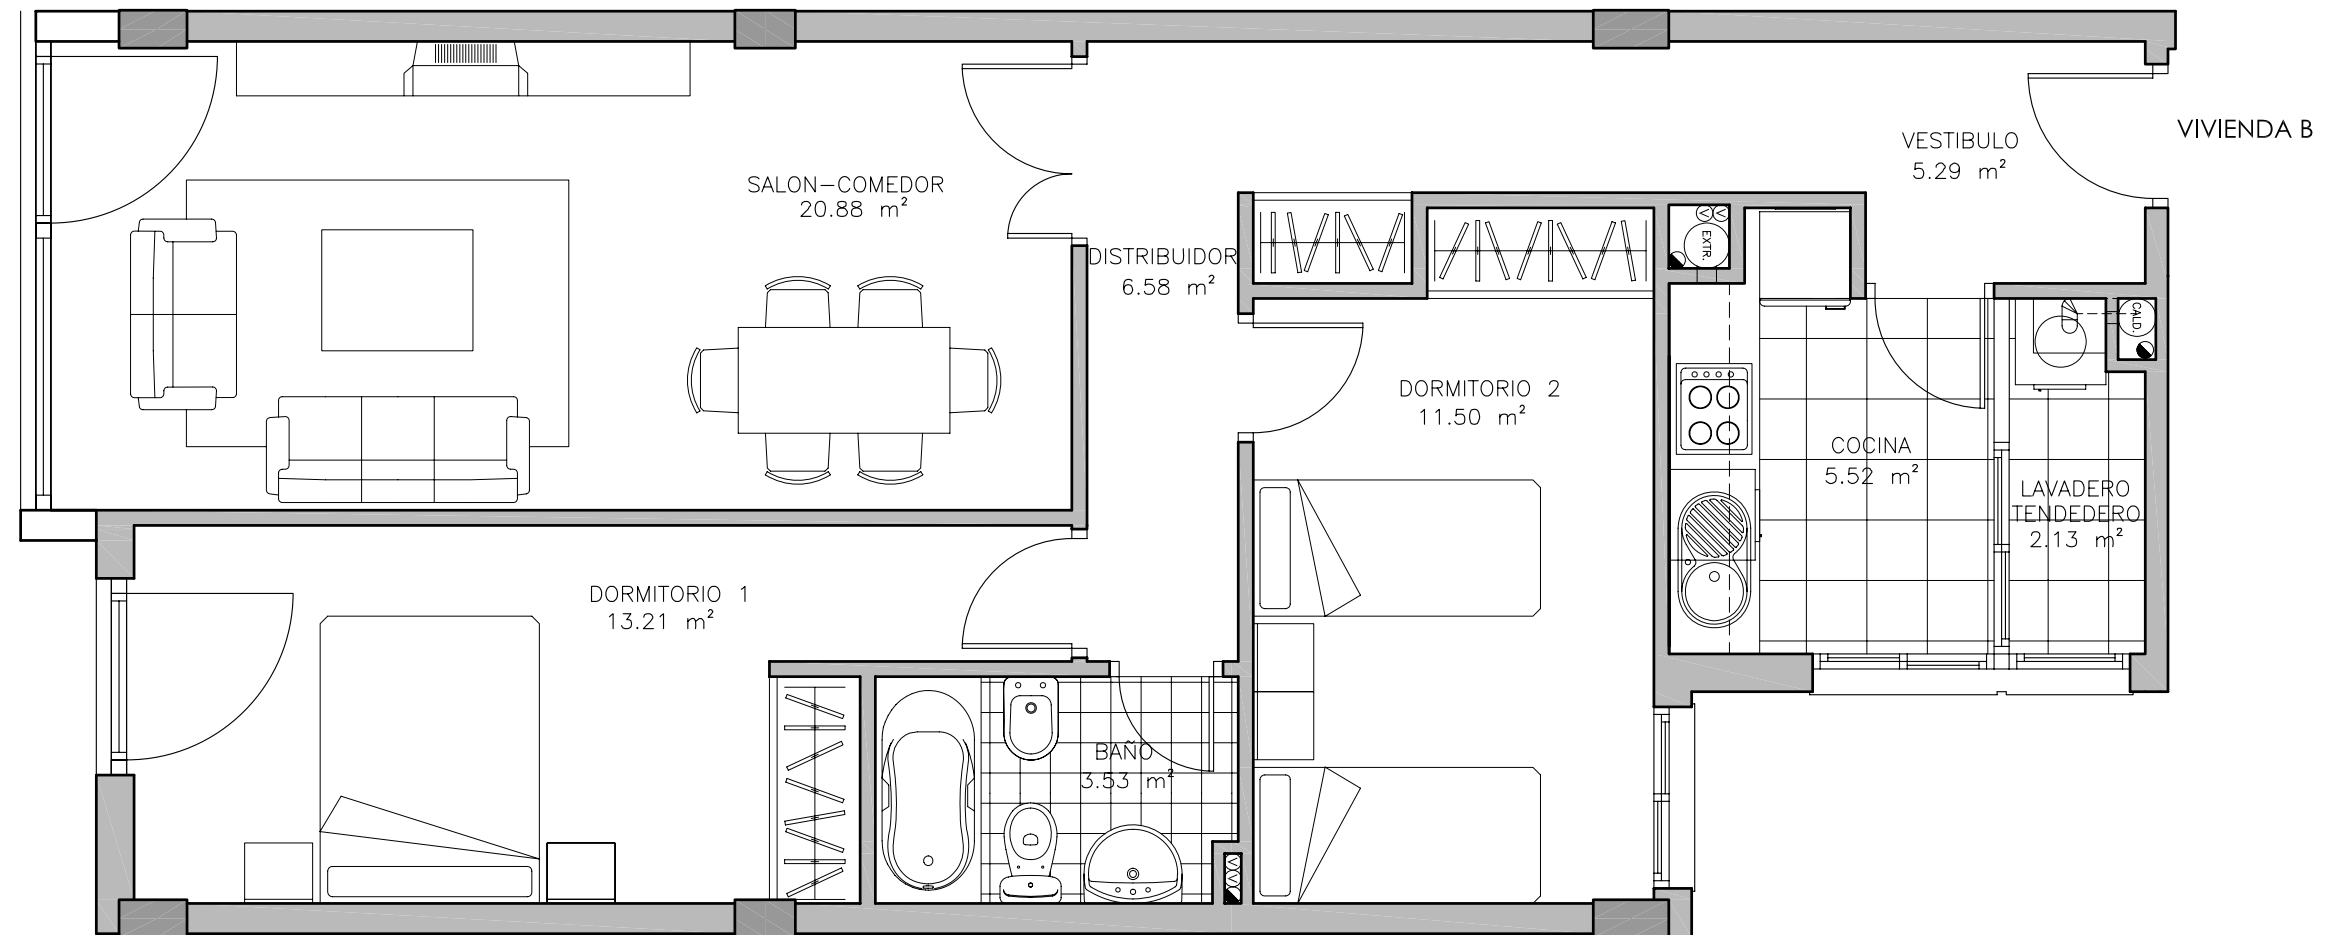 VIVIENDA B
VESTIBULO
5.29 m²
SALON-COMEDOR
20.88 m²
DISTRIBUIDOR
6.58 m²
V V
EXTR.
CALD.
DORMITORIO 2
11.50 m²
COCINA
5.52 m²
LAVADERO
TENDEDERO
2.13 m²
DORMITORIO 1
13.21 m²
BAÑO
3.53 m²
V V V